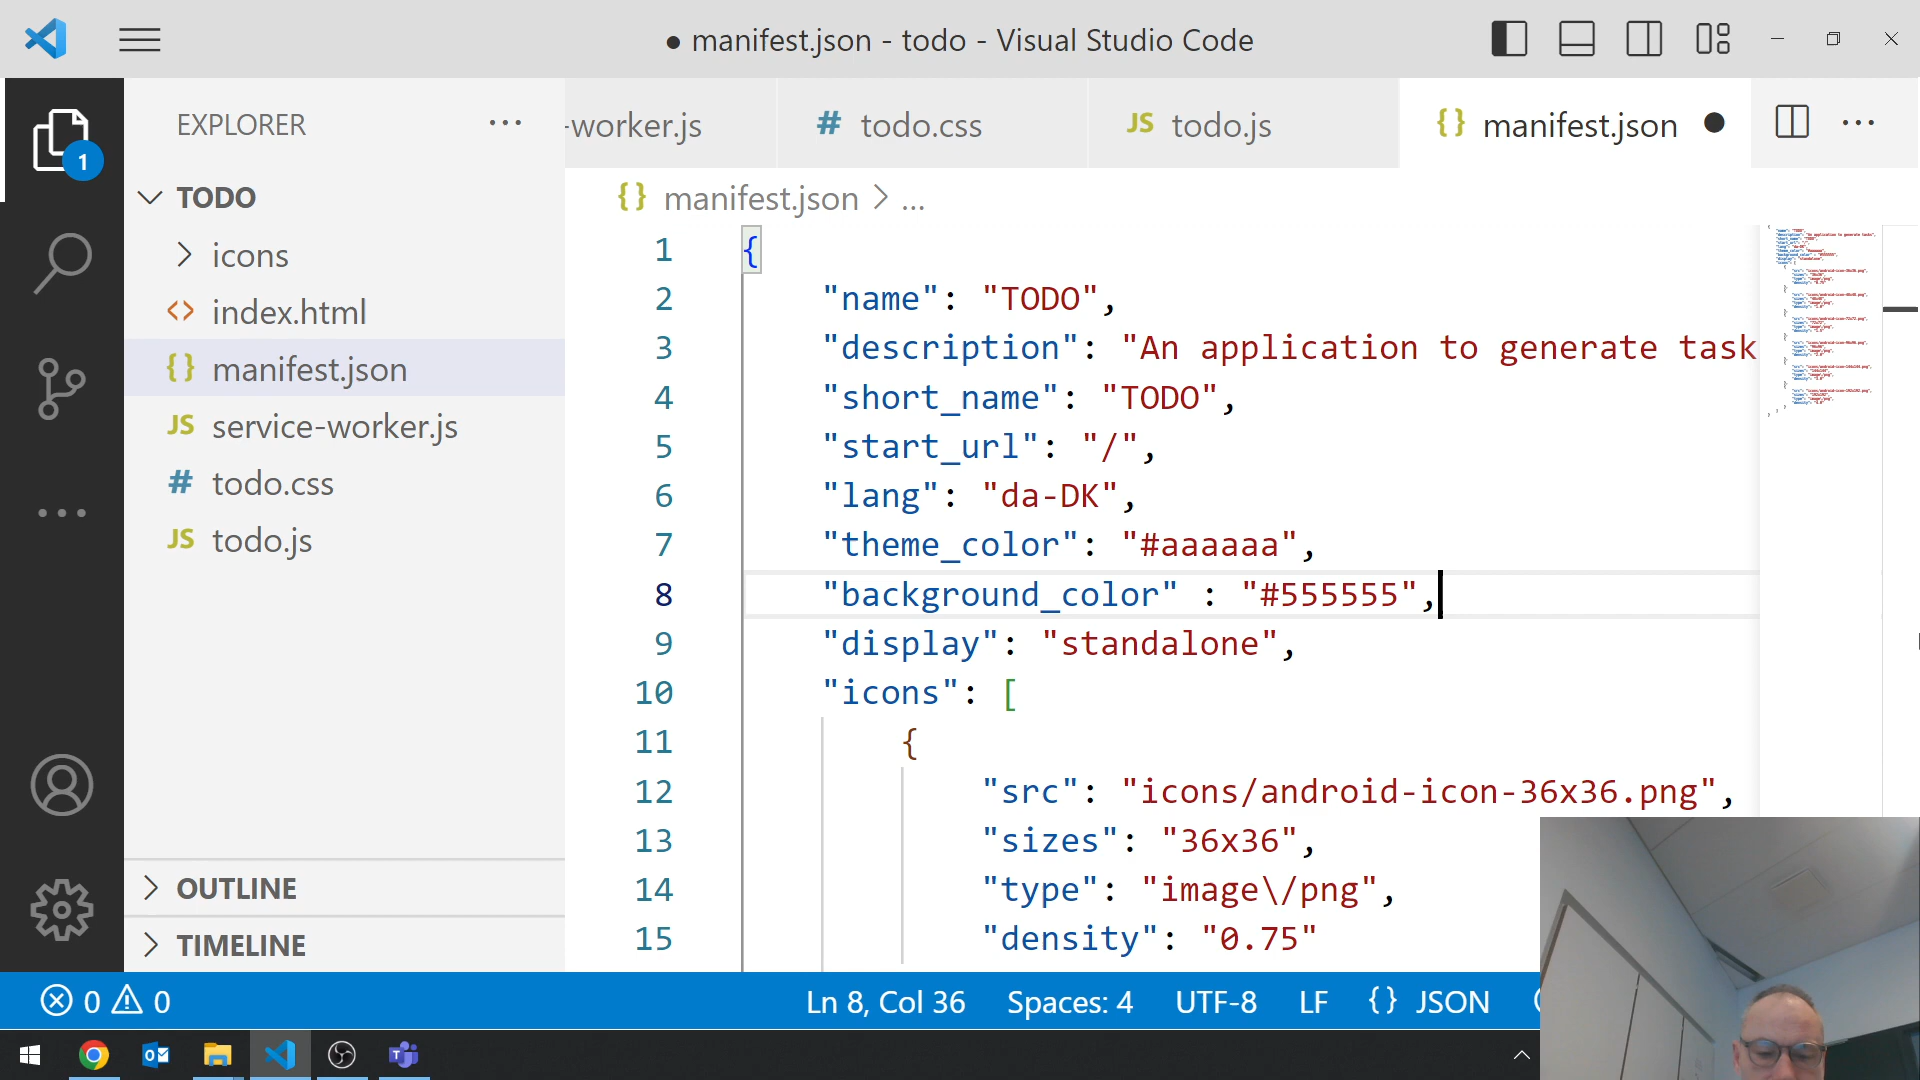 ● manifest.json - todo - Visual Studio Code
EXPLORER
-worker.js
# todo.css
JS todo.js
{} manifest.json ●
1
TODO
{} manifest.json > ...
icons
<> index.html
{} manifest.json
JS service-worker.js
# todo.css
JS todo.js
1 {
2 "name": "TODO",
3 "description": "An application to generate task
4 "short_name": "TODO",
5 "start_url": "/",
6 "lang": "da-DK",
7 "theme_color": "#aaaaaa",
8 "background_color" : "#555555",
9 "display": "standalone",
10 "icons": [
11 {
12 "src": "icons/android-icon-36x36.png",
13 "sizes": "36x36",
14 "type": "image\/png",
15 "density": "0.75"
OUTLINE
TIMELINE
0 0
Ln 8, Col 36
Spaces: 4
UTF-8
LF
{} JSON